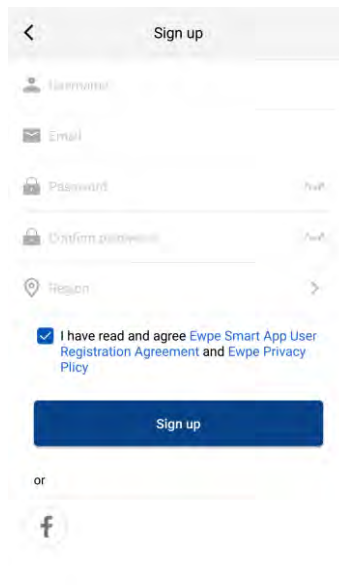 Sign up
Username
Email
Password
Confirm password
Region
I have read and agree Ewpe Smart App User
Registration Agreement and Ewpe Privacy
Plicy
Sign up
or